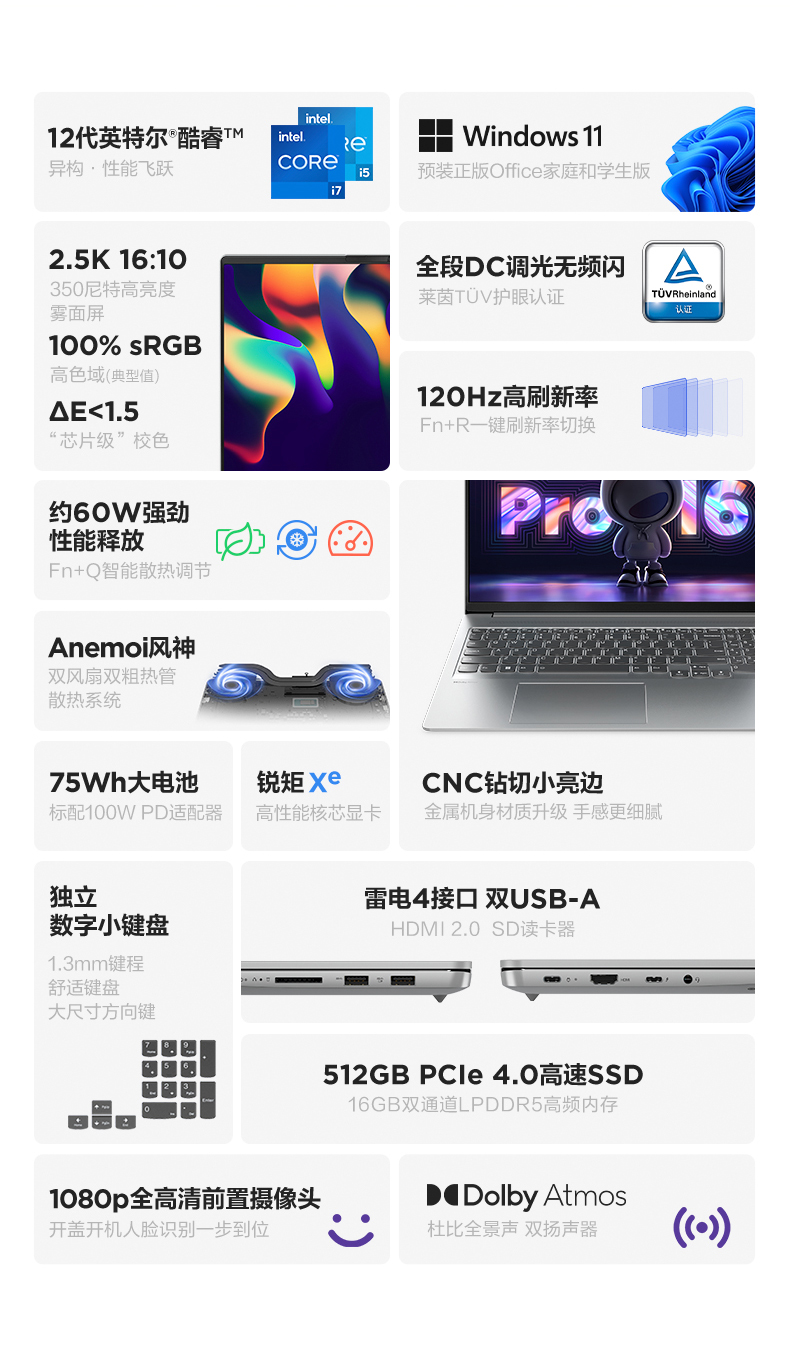 12代英特尔®酷睿™
异构 · 性能飞跃
intel.
CORE
i5
intel.
CORE
i7
Windows 11
预装正版Office家庭和学生版
2.5K 16:10
350尼特高亮度
雾面屏
100% sRGB
高色域(典型值)
ΔE<1.5
“芯片级”校色
全段DC调光无频闪
莱茵TÜV护眼认证
TÜVRheinland®
认证
120Hz高刷新率
Fn+R一键刷新率切换
约60W强劲
性能释放
Fn+Q智能散热调节
Pro 16
Anemoi风神
双风扇双粗热管
散热系统
75Wh大电池
标配100W PD适配器
锐矩Xe
高性能核芯显卡
CNC钻切小亮边
金属机身材质升级 手感更细腻
独立
数字小键盘
1.3mm键程
舒适键盘
大尺寸方向键
7 8 9
4 5 6
1 2 3
0
Enter
雷电4接口 双USB-A
HDMI 2.0 SD读卡器
512GB PCIe 4.0高速SSD
16GB双通道LPDDR5高频内存
1080p全高清前置摄像头
开盖开机人脸识别一步到位
Dolby Atmos
杜比全景声 双扬声器